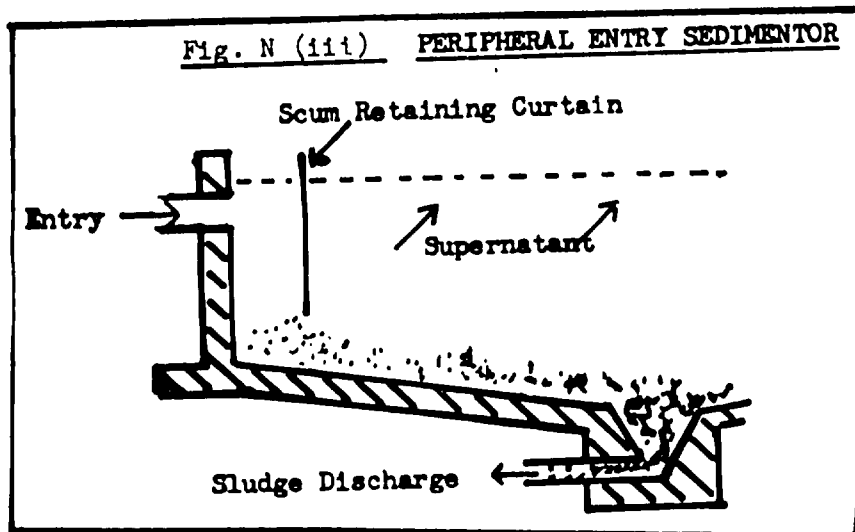 Fig. N (iii) PERIPHERAL ENTRY SEDIMENTOR
Scum Retaining Curtain
Entry
Supernatant
Sludge Discharge